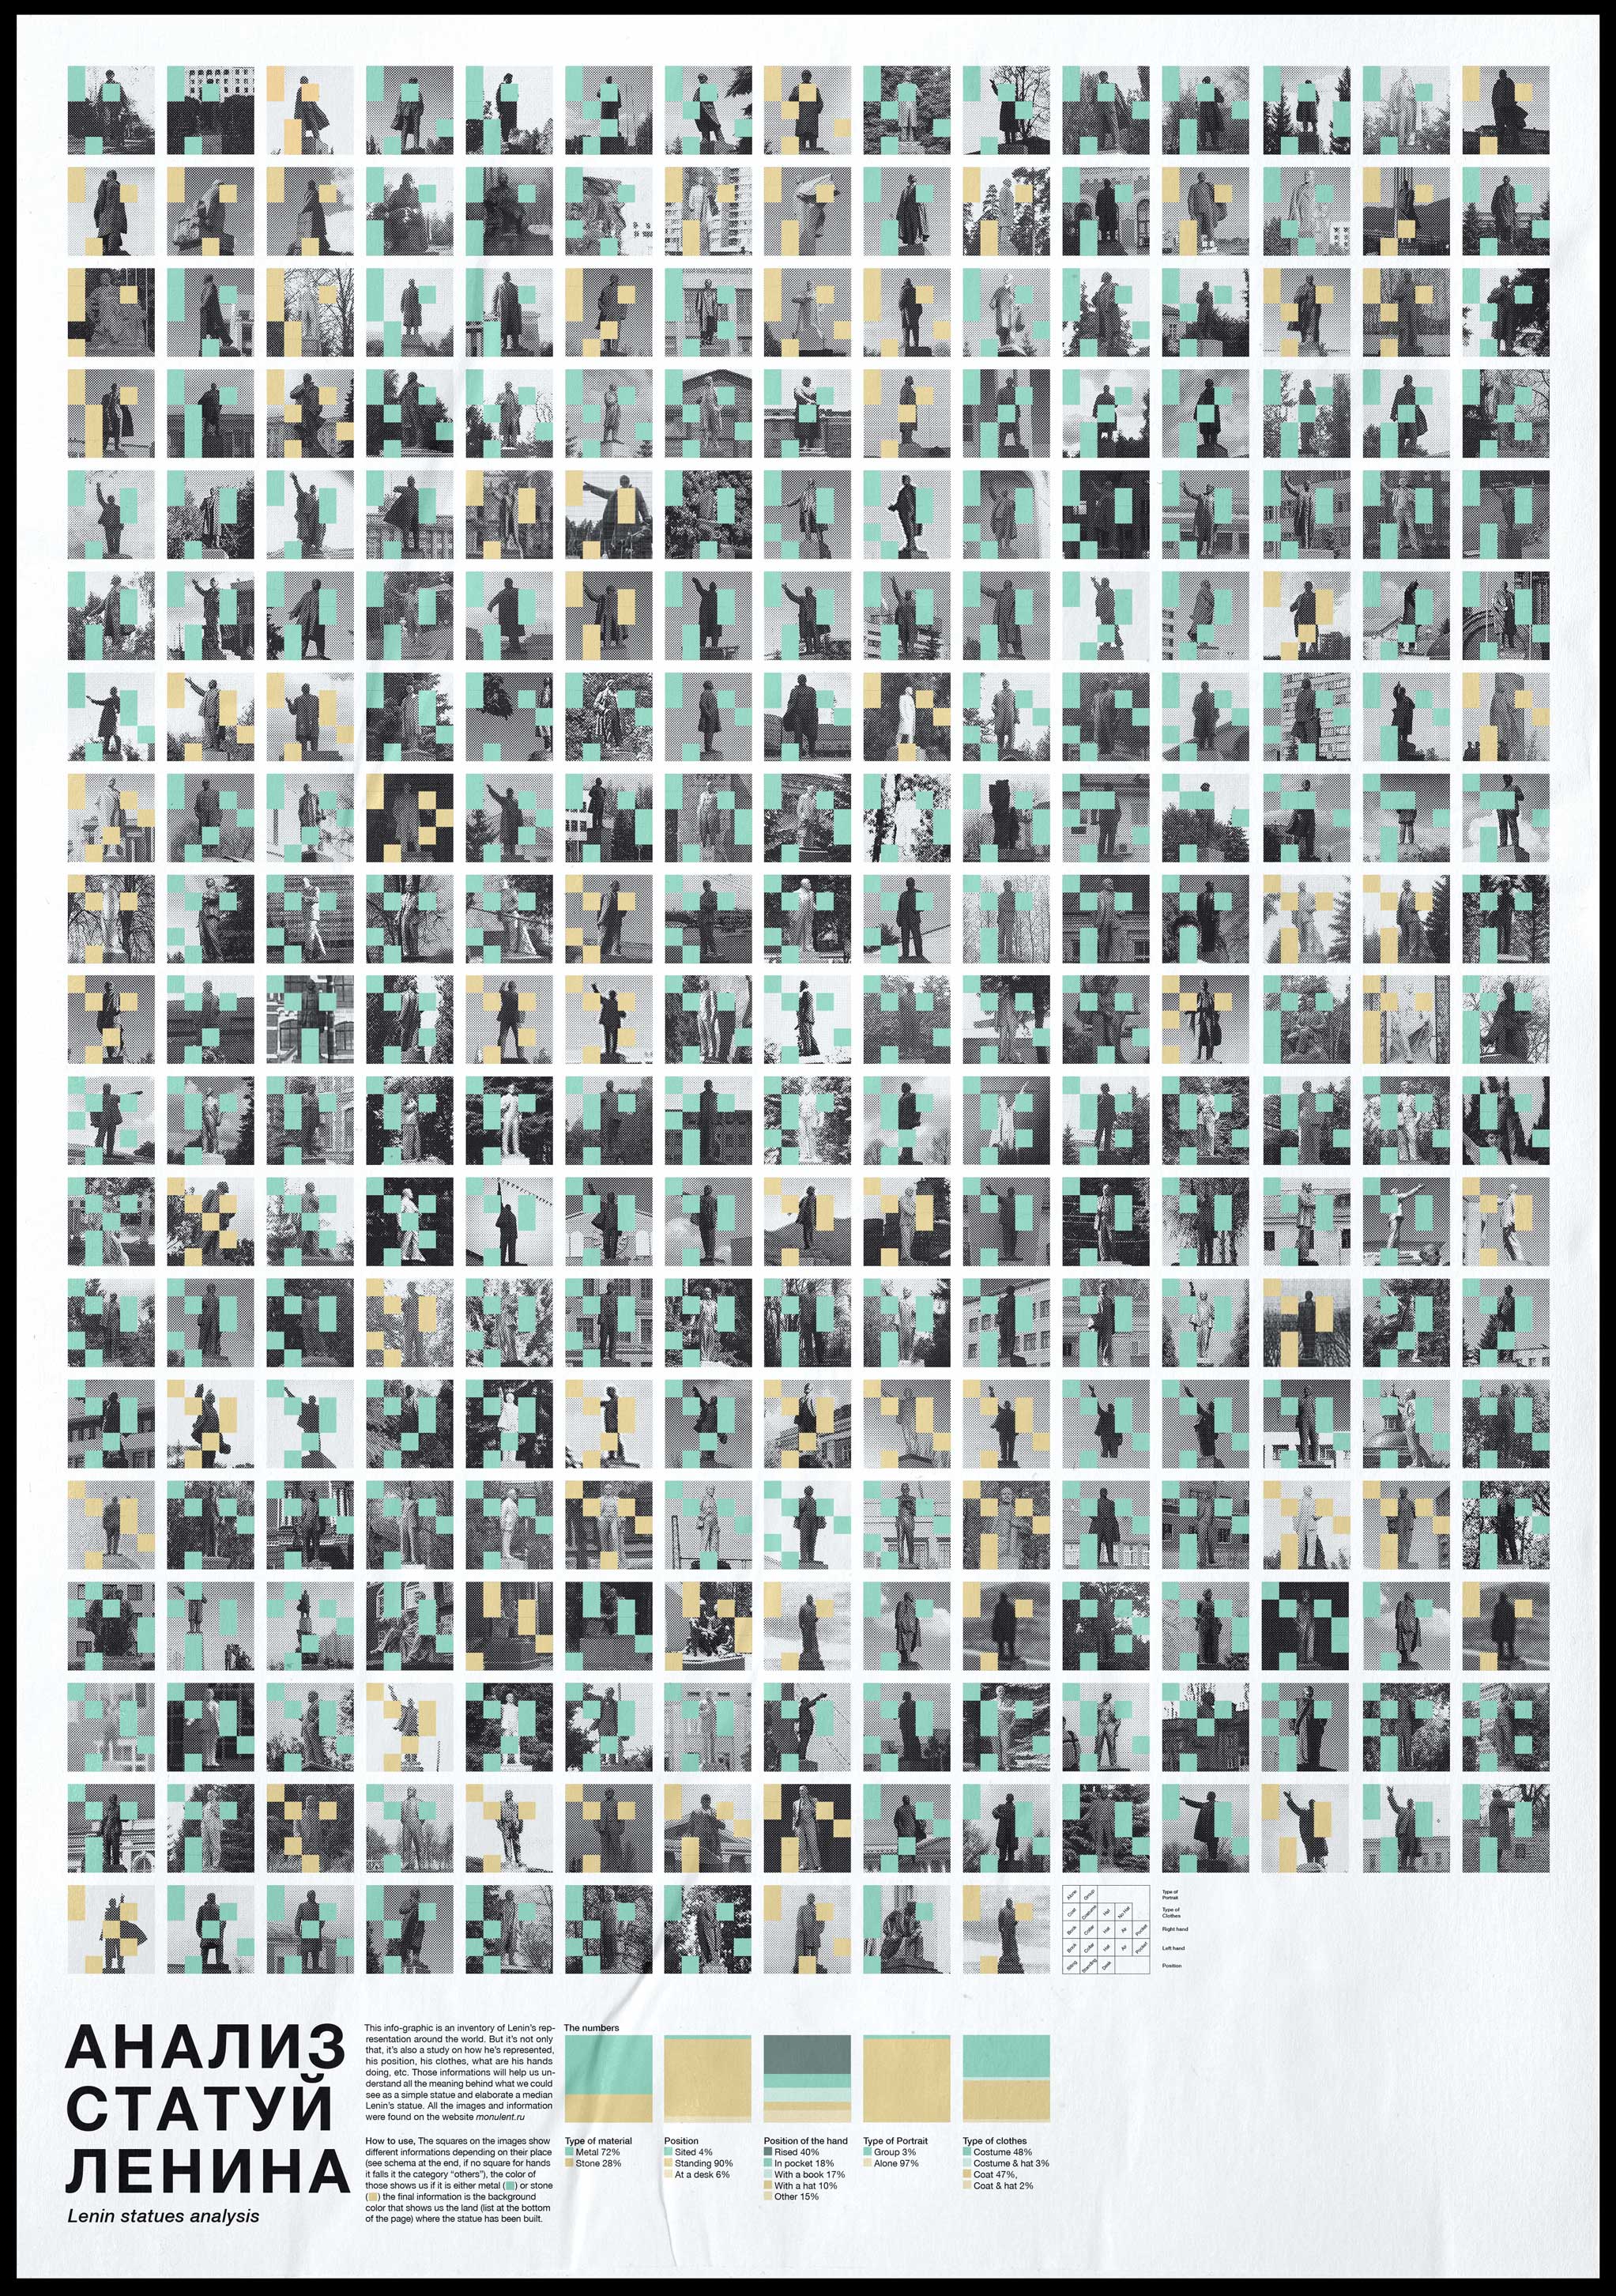 Alone Group
Coat Costume Hat No Hat
Book Collar Hat Air Pocket
Book Collar Hat Air Pocket
Siting Standing Desk
Type of
Portrait
Type of
Clothes
Right hand
Left hand
Position
АНАЛИЗ
СТАТУЙ
ЛЕНИНА
Lenin statues analysis
This info-graphic is an inventory of Lenin's rep-
resentation around the world. But it's not only
that, it's also a study on how he's represented,
his position, his clothes, what are his hands
doing, etc. Those informations will help us un-
derstand all the meaning behind what we could
see as a simple statue and elaborate a median
Lenin's statue. All the images and information
were found on the website monulent.ru
How to use, The squares on the images show
different informations depending on their place
(see schema at the end, if no square for hands
it falls it the category “others”), the color of
those shows us if it is either metal ( ) or stone
( ) the final information is the background
color that shows us the land (list at the bottom
of the page) where the statue has been built.
The numbers
Type of material
Metal 72%
Stone 28%
Position
Sited 4%
Standing 90%
At a desk 6%
Position of the hand
Rised 40%
In pocket 18%
With a book 17%
With a hat 10%
Other 15%
Type of Portrait
Group 3%
Alone 97%
Type of clothes
Costume 48%
Costume & hat 3%
Coat 47%,
Coat & hat 2%